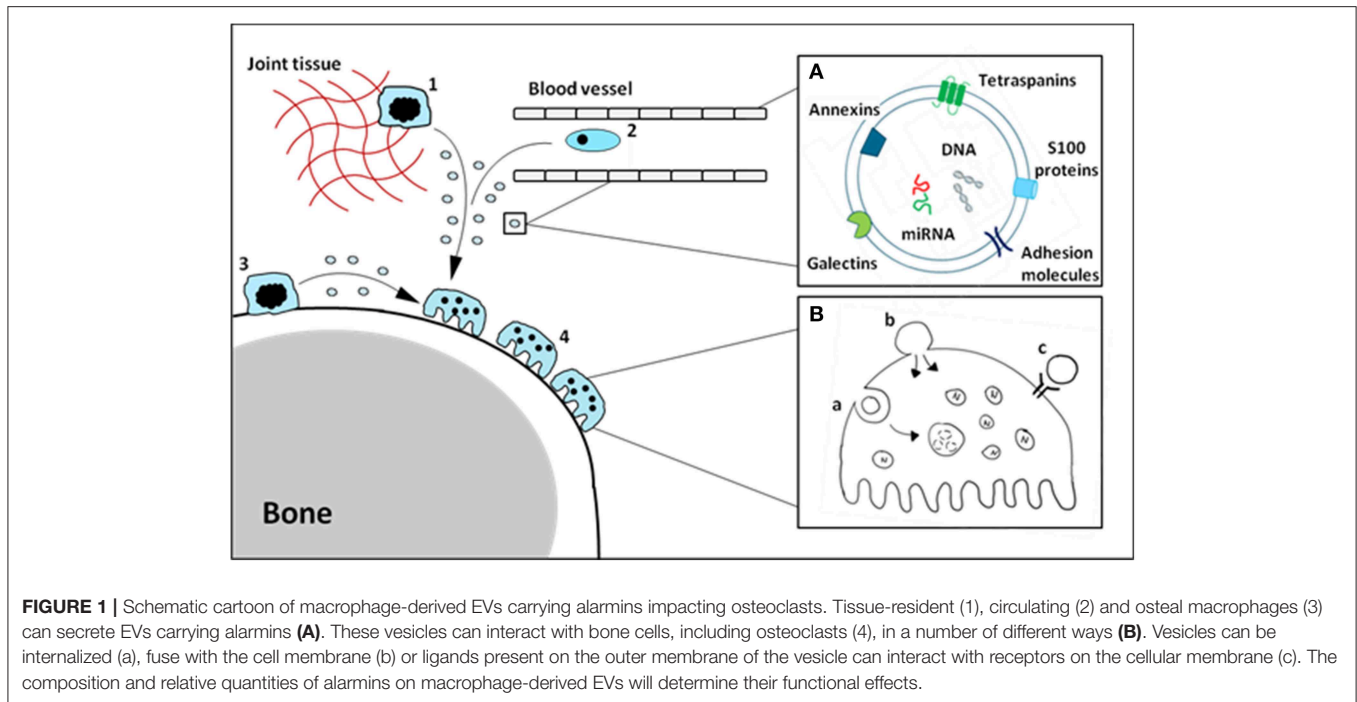 Joint tissue
1
Blood vessel
2
3
4
Bone
A
Tetraspanins
Annexins
DNA
S100
proteins
miRNA
Galectins
Adhesion
molecules
B
b
c
a
N
N
N
N
N
N
FIGURE 1 | Schematic cartoon of macrophage-derived EVs carrying alarmins impacting osteoclasts. Tissue-resident (1), circulating (2) and osteal macrophages (3)
can secrete EVs carrying alarmins (A). These vesicles can interact with bone cells, including osteoclasts (4), in a number of different ways (B). Vesicles can be
internalized (a), fuse with the cell membrane (b) or ligands present on the outer membrane of the vesicle can interact with receptors on the cellular membrane (c). The
composition and relative quantities of alarmins on macrophage-derived EVs will determine their functional effects.